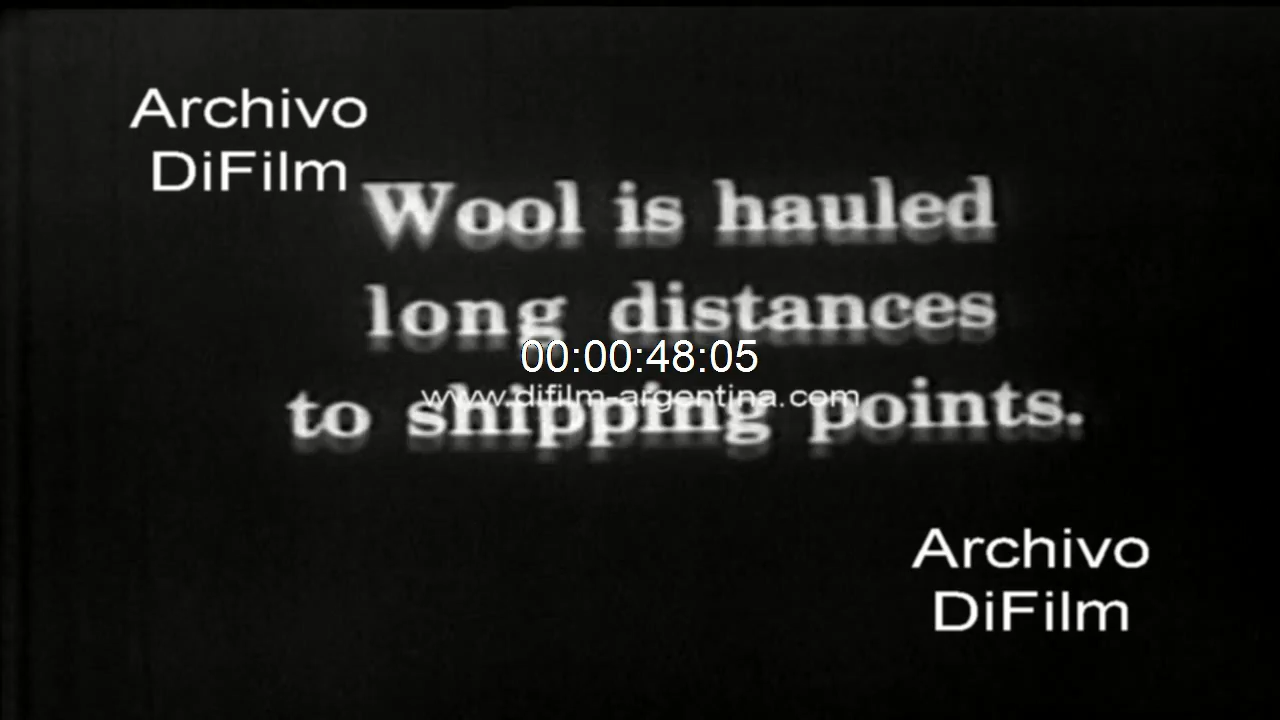 Archivo
DiFilm
Wool is hauled
long distances
00:00:48:05
www.difilm-argentina.com
to shipping points.
Archivo
DiFilm